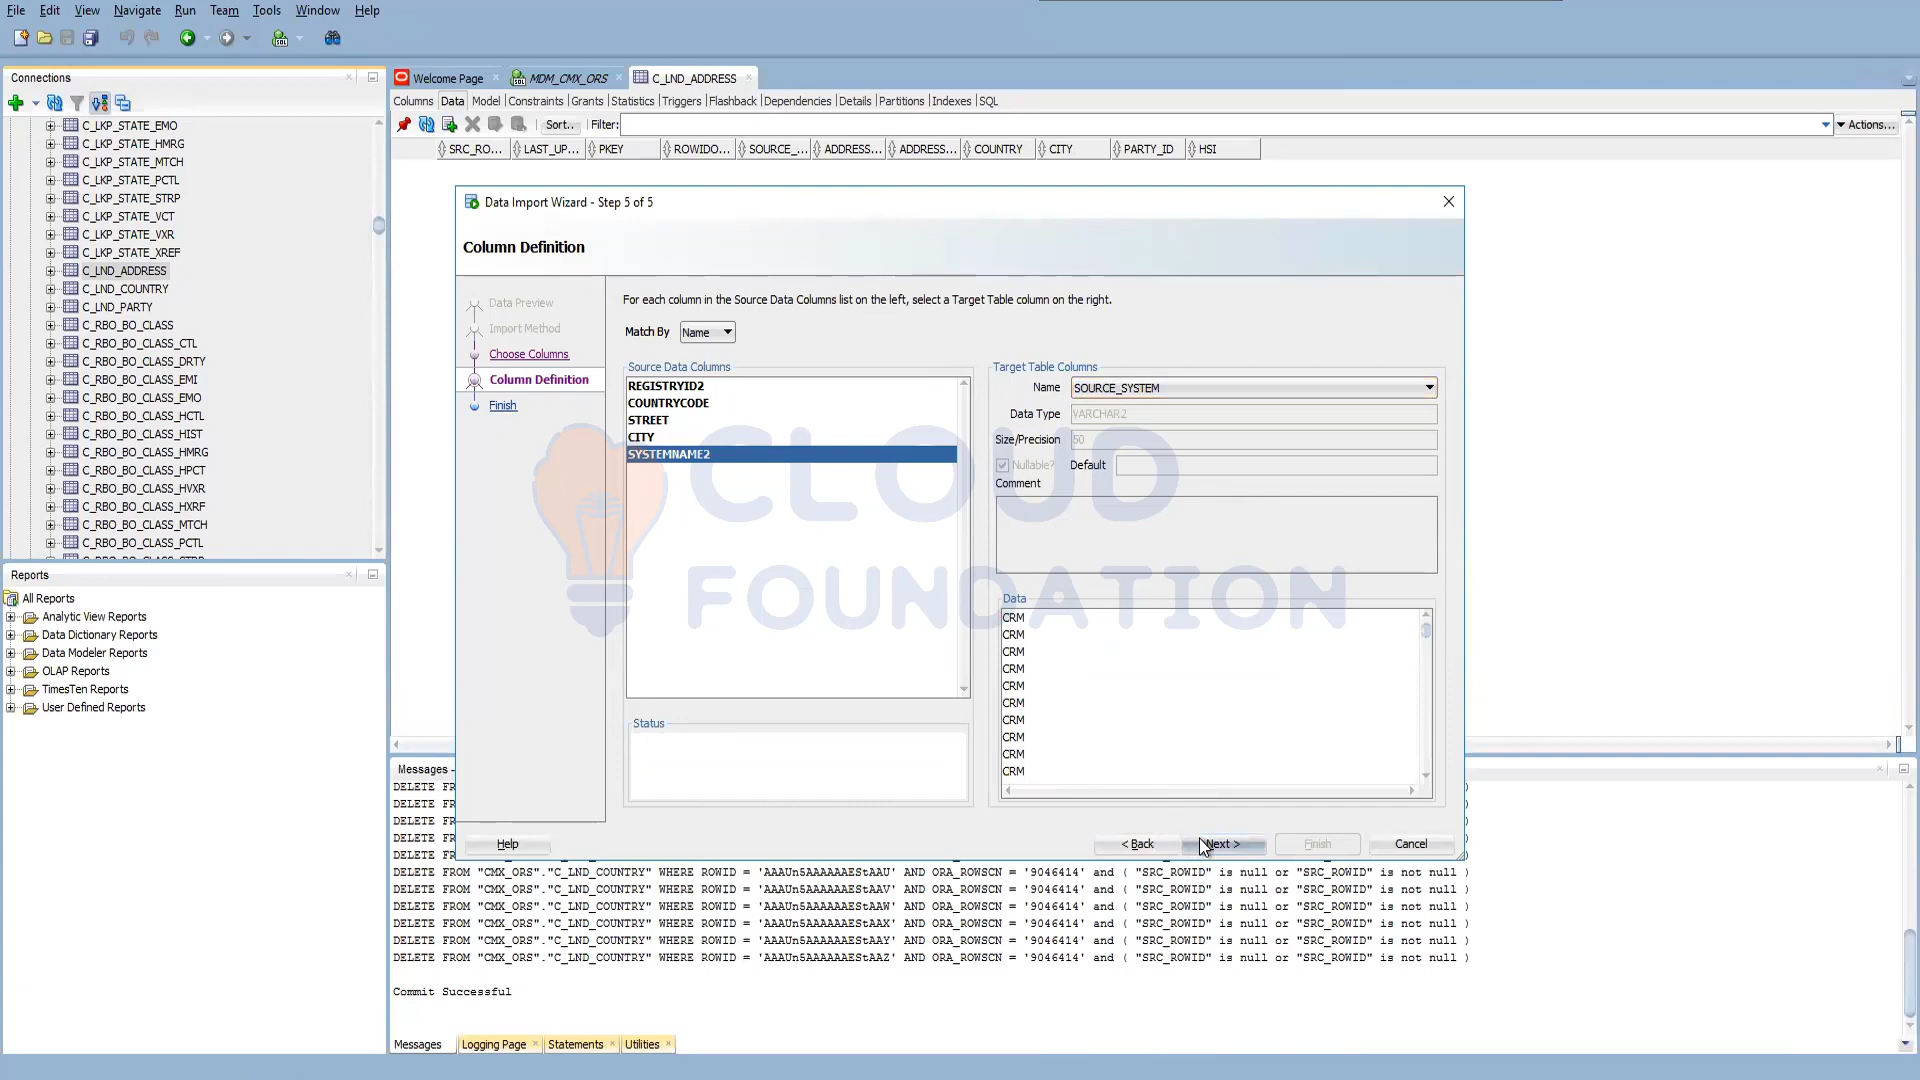 File Edit View Navigate Run Team Tools Window Help
Connections
C_LKP_STATE_EMO
C_LKP_STATE_HMRG
C_LKP_STATE_MTCH
C_LKP_STATE_PCTL
C_LKP_STATE_STRP
C_LKP_STATE_VCT
C_LKP_STATE_VXR
C_LKP_STATE_XREF
C_LND_ADDRESS
C_LND_COUNTRY
C_LND_PARTY
C_RBO_BO_CLASS
C_RBO_BO_CLASS_CTL
C_RBO_BO_CLASS_DRTY
C_RBO_BO_CLASS_EMI
C_RBO_BO_CLASS_EMO
C_RBO_BO_CLASS_HCTL
C_RBO_BO_CLASS_HIST
C_RBO_BO_CLASS_HMRG
C_RBO_BO_CLASS_HPCT
C_RBO_BO_CLASS_HVXR
C_RBO_BO_CLASS_HXRF
C_RBO_BO_CLASS_MTCH
C_RBO_BO_CLASS_PCTL
Reports
All Reports
Analytic View Reports
Data Dictionary Reports
Data Modeler Reports
OLAP Reports
TimesTen Reports
User Defined Reports
Welcome Page MDM_CMX_ORS C_LND_ADDRESS
Columns Data Model Constraints Grants Statistics Triggers Flashback Dependencies Details Partitions Indexes SQL
Sort.. Filter: Actions...
SRC_RO... LAST_UP... PKEY ROWIDO... SOURCE_... ADDRESS... ADDRESS... COUNTRY CITY PARTY_ID HSI
Data Import Wizard - Step 5 of 5
Column Definition
Data Preview
Import Method
Choose Columns
Column Definition
Finish
For each column in the Source Data Columns list on the left, select a Target Table column on the right.
Match By Name
Source Data Columns
REGISTRYID2
COUNTRYCODE
STREET
CITY
SYSTEMNAME2
Status
Target Table Columns
Name SOURCE_SYSTEM
Data Type VARCHAR2
Size/Precision 50
Nullable? Default
Comment
Data
CRM
CRM
CRM
CRM
CRM
CRM
CRM
CRM
CRM
CRM
CLOUD
FOUNDATION
Help < Back Next > Finish Cancel
Messages -
DELETE FR )
DELETE FR )
DELETE FR )
DELETE FR )
DELETE FR )
DELETE FROM "CMX_ORS"."C_LND_COUNTRY" WHERE ROWID = 'AAAUn5AAAAAAEStAAU' AND ORA_ROWSCN = '9046414' and ( "SRC_ROWID" is null or "SRC_ROWID" is not null )
DELETE FROM "CMX_ORS"."C_LND_COUNTRY" WHERE ROWID = 'AAAUn5AAAAAAEStAAV' AND ORA_ROWSCN = '9046414' and ( "SRC_ROWID" is null or "SRC_ROWID" is not null )
DELETE FROM "CMX_ORS"."C_LND_COUNTRY" WHERE ROWID = 'AAAUn5AAAAAAEStAAW' AND ORA_ROWSCN = '9046414' and ( "SRC_ROWID" is null or "SRC_ROWID" is not null )
DELETE FROM "CMX_ORS"."C_LND_COUNTRY" WHERE ROWID = 'AAAUn5AAAAAAEStAAX' AND ORA_ROWSCN = '9046414' and ( "SRC_ROWID" is null or "SRC_ROWID" is not null )
DELETE FROM "CMX_ORS"."C_LND_COUNTRY" WHERE ROWID = 'AAAUn5AAAAAAEStAAY' AND ORA_ROWSCN = '9046414' and ( "SRC_ROWID" is null or "SRC_ROWID" is not null )
DELETE FROM "CMX_ORS"."C_LND_COUNTRY" WHERE ROWID = 'AAAUn5AAAAAAEStAAZ' AND ORA_ROWSCN = '9046414' and ( "SRC_ROWID" is null or "SRC_ROWID" is not null )
Commit Successful
Messages Logging Page Statements Utilities